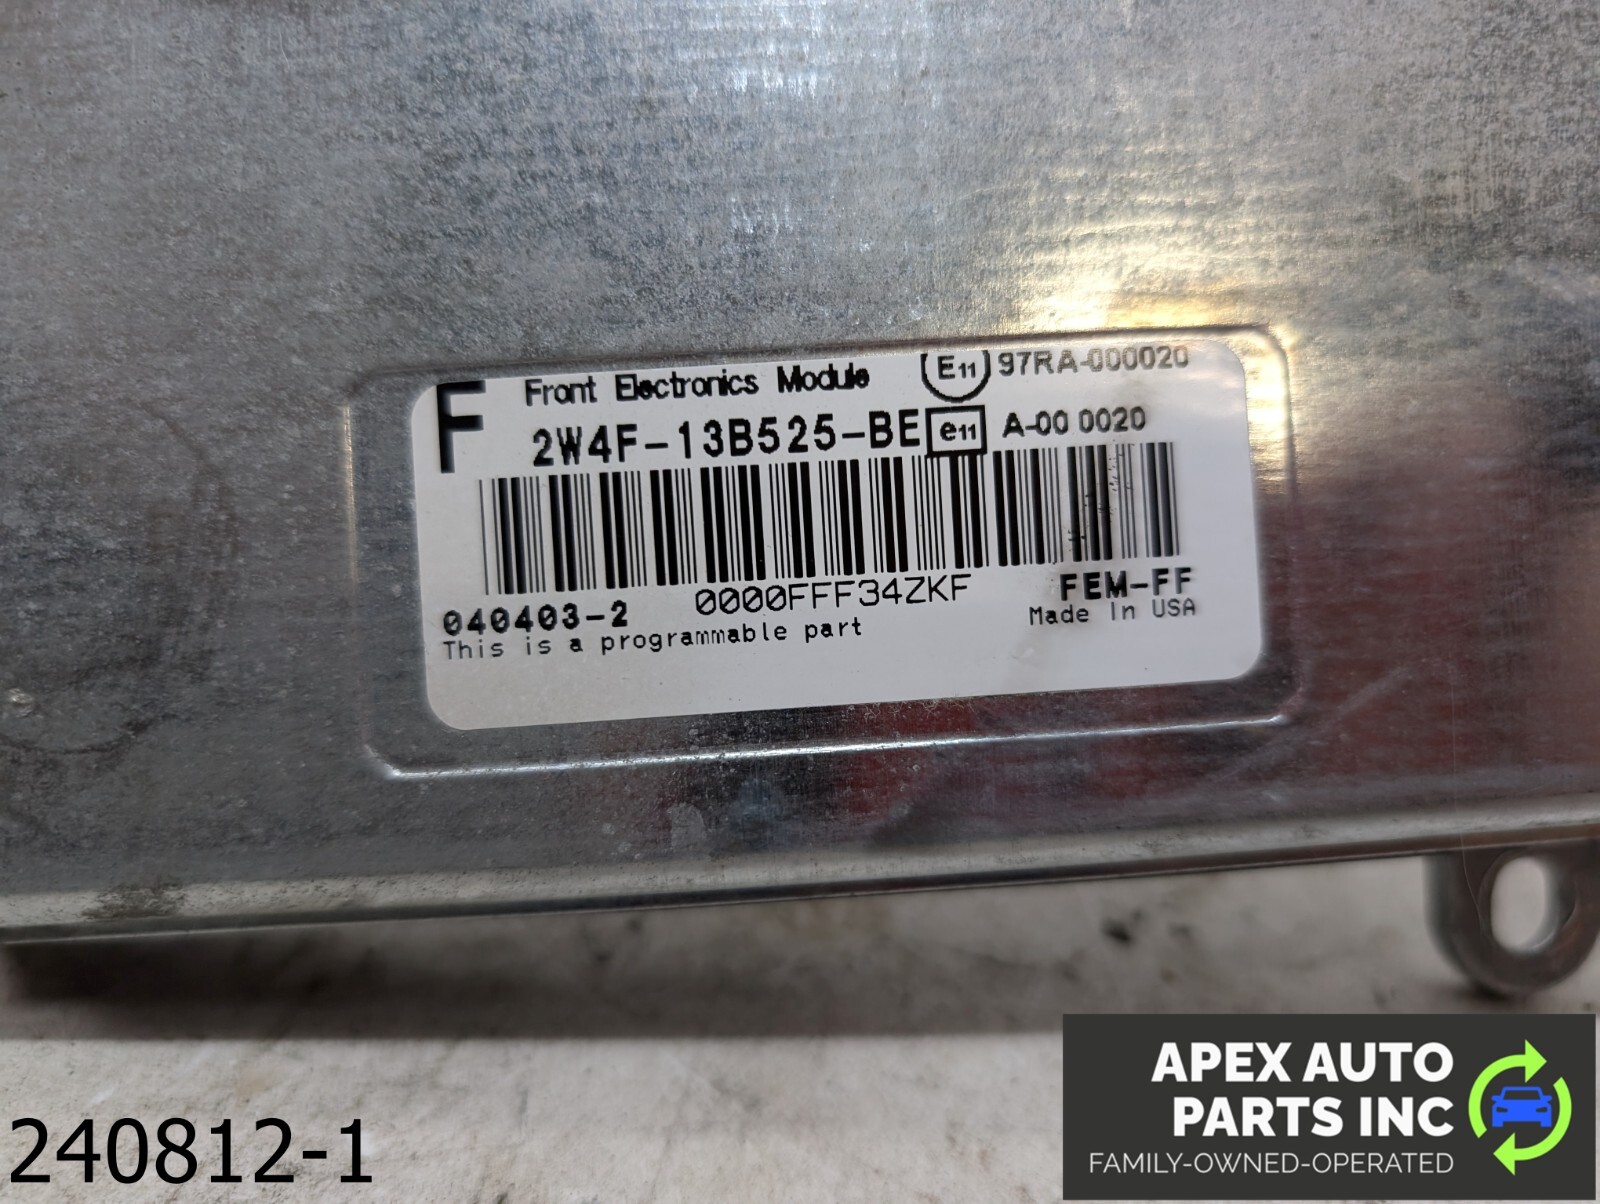 F
Front Electronics Module
E11 97RA-000020
2W4F-13B525-BE e11 A-00 0020
0000FFF34ZKF
FEM-FF
040403-2
Made In USA
This is a programmable part
240812-1
APEX AUTO
PARTS INC
FAMILY-OWNED-OPERATED